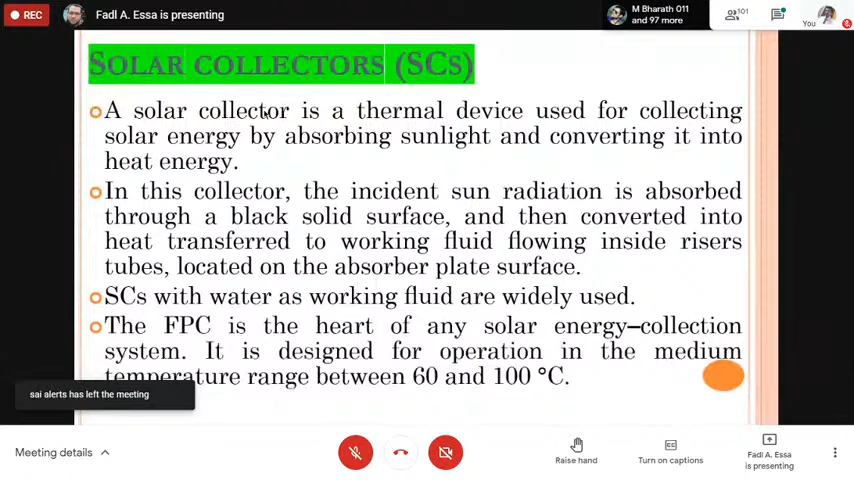 REC
Fadl A. Essa is presenting
M Bharath 011
and 97 more
101
You
SOLAR COLLECTORS (SCS)
A solar collector is a thermal device used for collecting
solar energy by absorbing sunlight and converting it into
heat energy.
In this collector, the incident sun radiation is absorbed
through a black solid surface, and then converted into
heat transferred to working fluid flowing inside risers
tubes, located on the absorber plate surface.
SCs with water as working fluid are widely used.
The FPC is the heart of any solar energy–collection
system. It is designed for operation in the medium
temperature range between 60 and 100 °C.
sai alerts has left the meeting
Meeting details
Raise hand
Turn on captions
Fadl A. Essa
is presenting